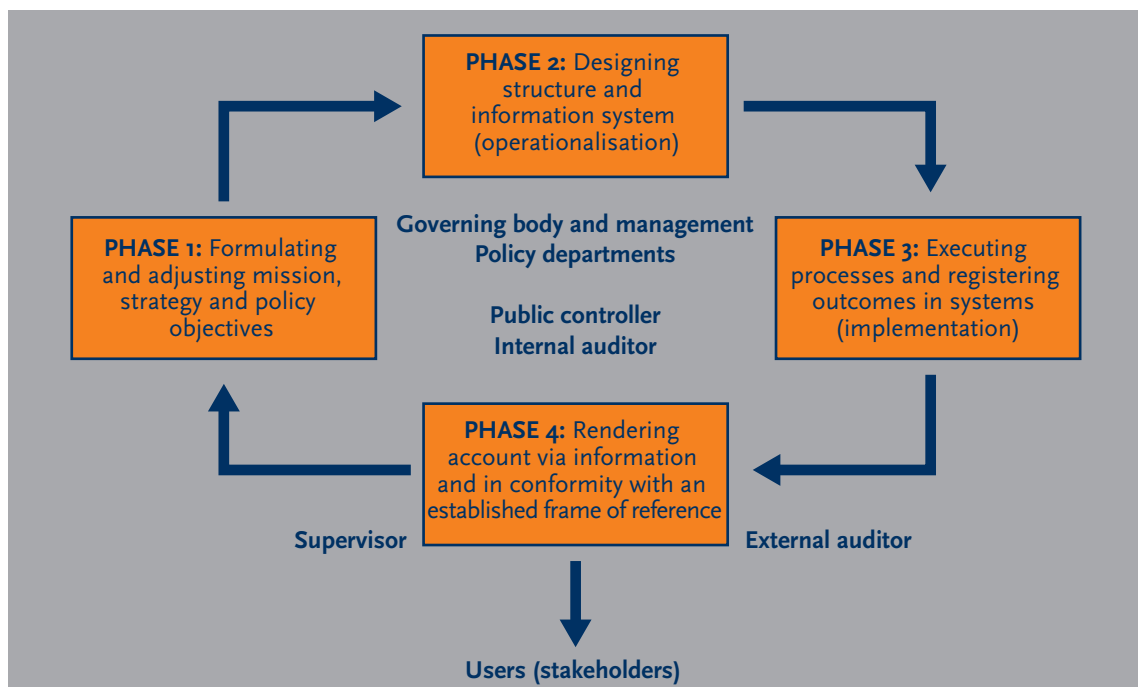 PHASE 2: Designing
structure and
information system
(operationalisation)
Governing body and management
Policy departments
PHASE 1: Formulating
and adjusting mission,
strategy and policy
objectives
PHASE 3: Executing
processes and registering
outcomes in systems
(implementation)
Public controller
Internal auditor
PHASE 4: Rendering
account via information
and in conformity with an
established frame of reference
Supervisor
External auditor
Users (stakeholders)